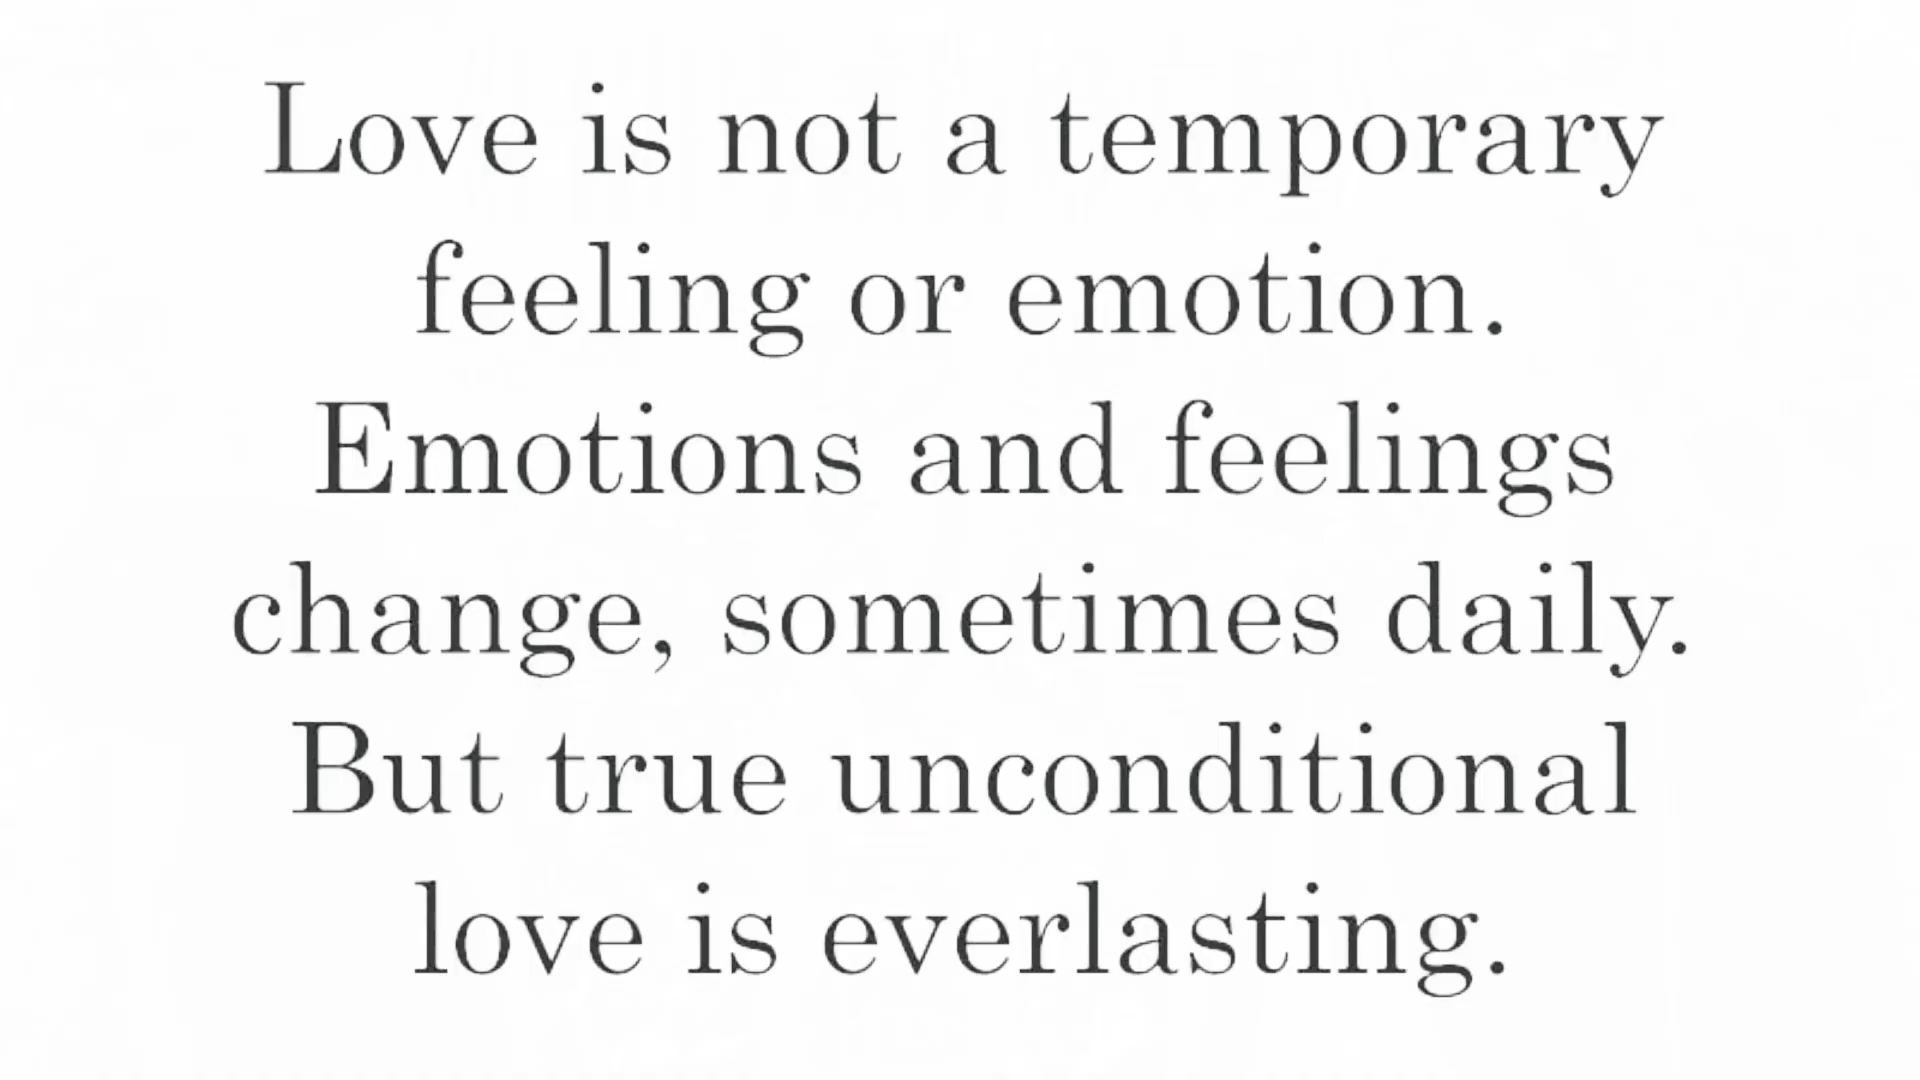 Love is not a temporary
feeling or emotion.
Emotions and feelings
change, sometimes daily.
But true unconditional
love is everlasting.